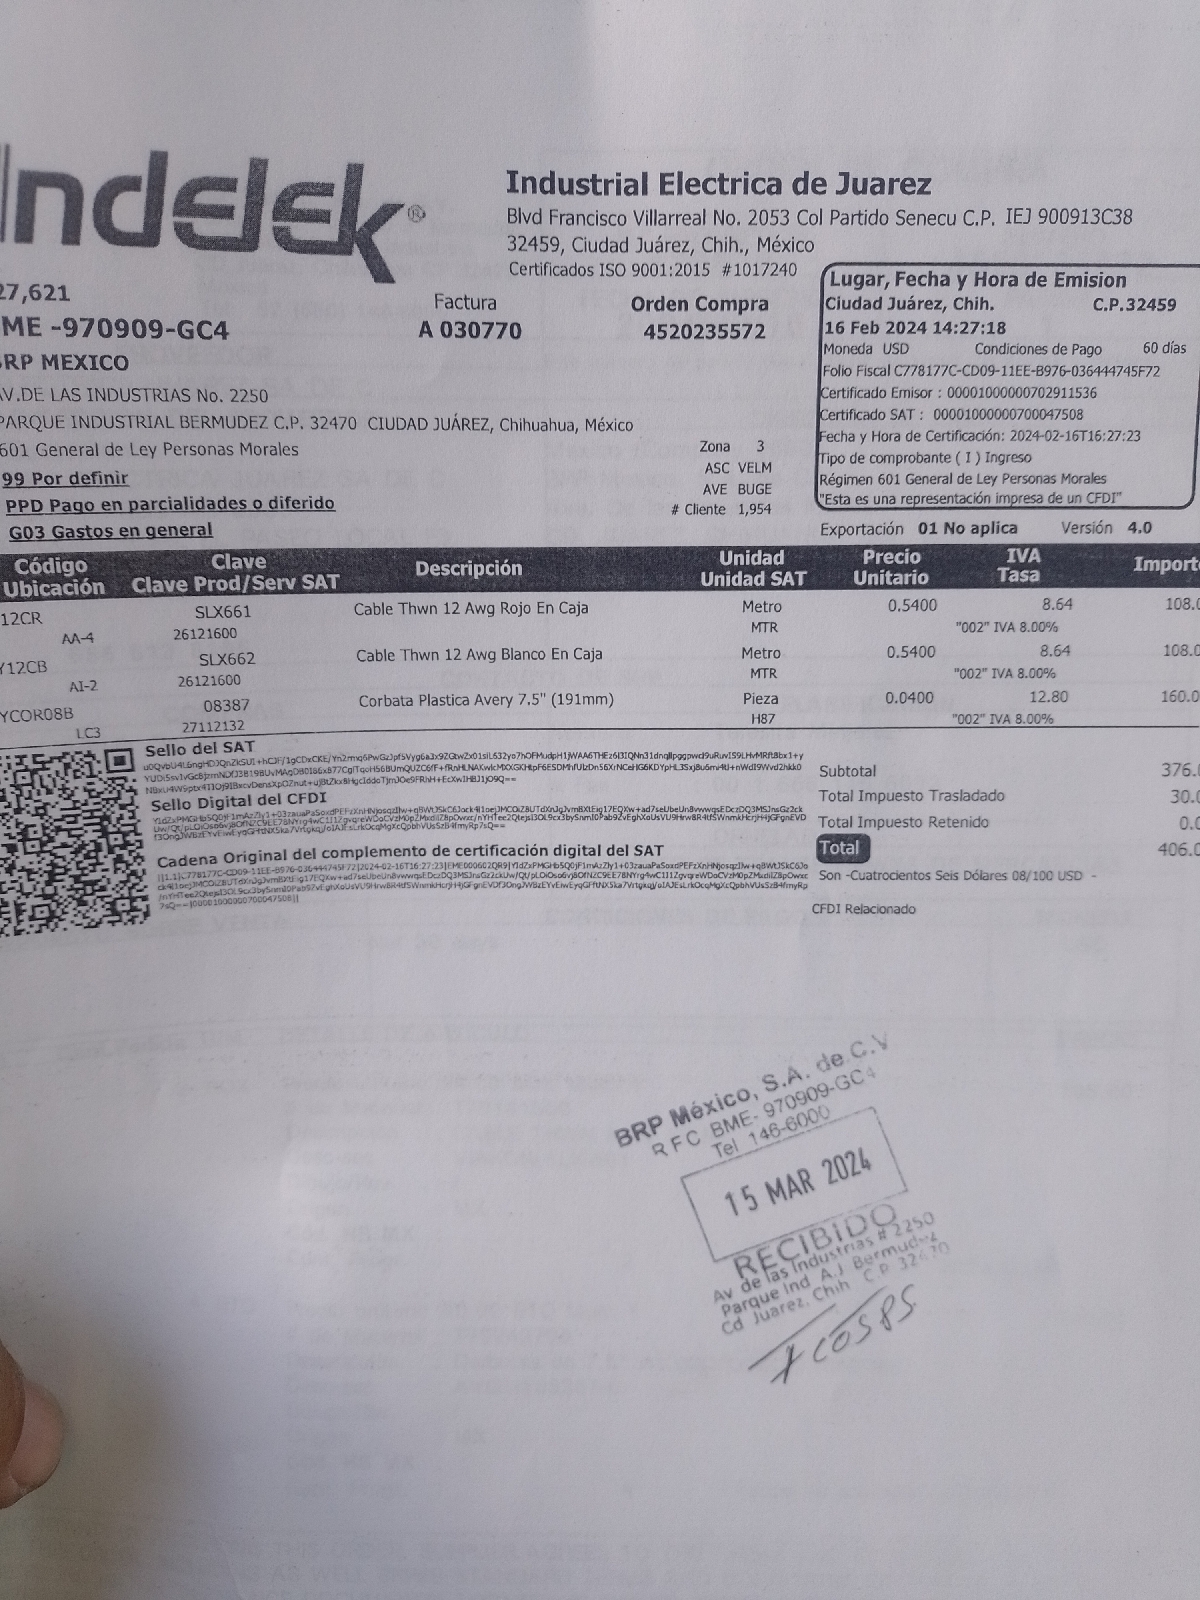 Indelek®
Industrial Electrica de Juarez
Blvd Francisco Villarreal No. 2053 Col Partido Senecu C.P. IEJ 900913C38
32459, Ciudad Juárez, Chih., México
Certificados ISO 9001:2015 #1017240
27,621
ME -970909-GC4
BRP MEXICO
AV.DE LAS INDUSTRIAS No. 2250
PARQUE INDUSTRIAL BERMUDEZ C.P. 32470 CIUDAD JUÁREZ, Chihuahua, México
601 General de Ley Personas Morales
99 Por definir
PPD Pago en parcialidades o diferido
G03 Gastos en general
Factura
A 030770
Orden Compra
4520235572
Zona 3
ASC VELM
AVE BUGE
# Cliente 1,954
Lugar, Fecha y Hora de Emision
Ciudad Juárez, Chih. C.P.32459
16 Feb 2024 14:27:18
Moneda USD Condiciones de Pago 60 días
Folio Fiscal C778177C-CD09-11EE-B976-036444745F72
Certificado Emisor : 00001000000702911536
Certificado SAT : 00001000000700047508
Fecha y Hora de Certificación: 2024-02-16T16:27:23
Tipo de comprobante ( I ) Ingreso
Régimen 601 General de Ley Personas Morales
"Esta es una representación impresa de un CFDI"
Exportación 01 No aplica Versión 4.0
Código Clave Descripción Unidad Precio IVA Importe
Ubicación Clave Prod/Serv SAT Unidad SAT Unitario Tasa
12CR SLX661 Cable Thwn 12 Awg Rojo En Caja Metro 0.5400 8.64 108.0
AA-4 26121600 MTR "002" IVA 8.00%
Y12CB SLX662 Cable Thwn 12 Awg Blanco En Caja Metro 0.5400 8.64 108.0
AI-2 26121600 MTR "002" IVA 8.00%
YCOR08B 08387 Corbata Plastica Avery 7.5" (191mm) Pieza 0.0400 12.80 160.0
LC3 27112132 H87 "002" IVA 8.00%
Sello del SAT
Sello Digital del CFDI
Cadena Original del complemento de certificación digital del SAT
Subtotal 376.
Total Impuesto Trasladado 30.0
Total Impuesto Retenido 0.0
Total 406.0
Son -Cuatrocientos Seis Dólares 08/100 USD -
CFDI Relacionado
BRP México, S.A. de C.V
RFC BME- 970909-GC4
Tel 146-6000
15 MAR 2024
RECIBIDO
Av de las Industrias # 2250
Parque Ind A.J Bermudez
Cd Juarez, Chih C.P. 32470